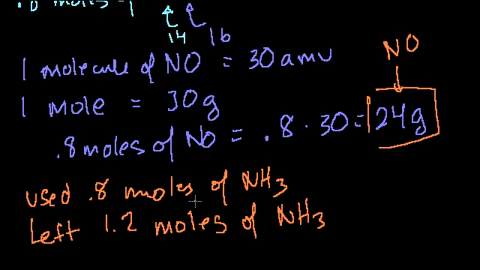 14 16
NO
1 molecule of NO = 30 amu
1 mole = 30g
.8 moles of NO = .8 · 30 = 24g
used .8 moles of NH3
Left 1.2 moles of NH3